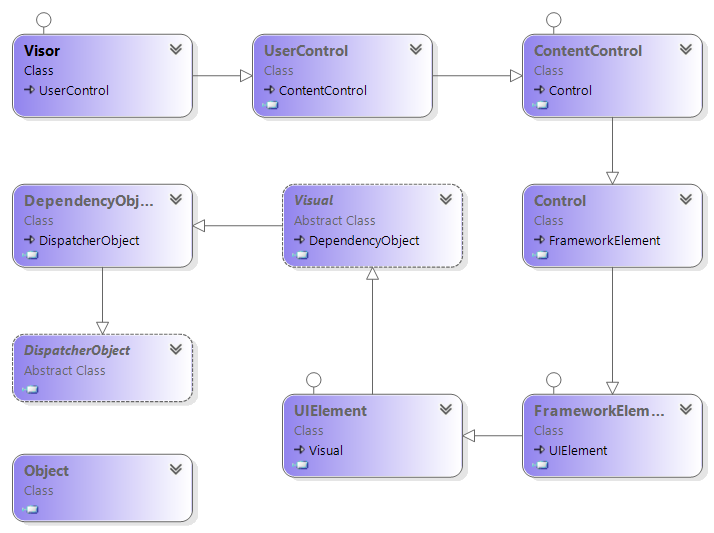 Visor
Class
UserControl
UserControl
Class
ContentControl
ContentControl
Class
Control
DependencyObj...
Class
DispatcherObject
Visual
Abstract Class
DependencyObject
Control
Class
FrameworkElement
DispatcherObject
Abstract Class
UIElement
Class
Visual
FrameworkElem...
Class
UIElement
Object
Class